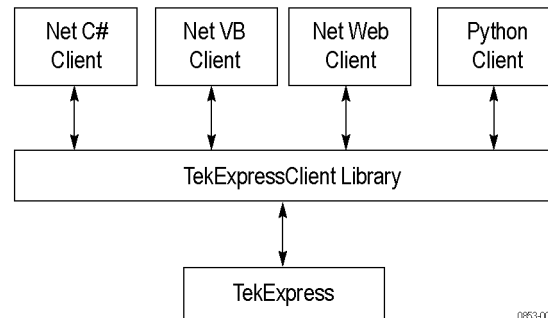 Net C# Net VB Net Web Python
Client Client Client Client
TekExpressClient Library
TekExpress